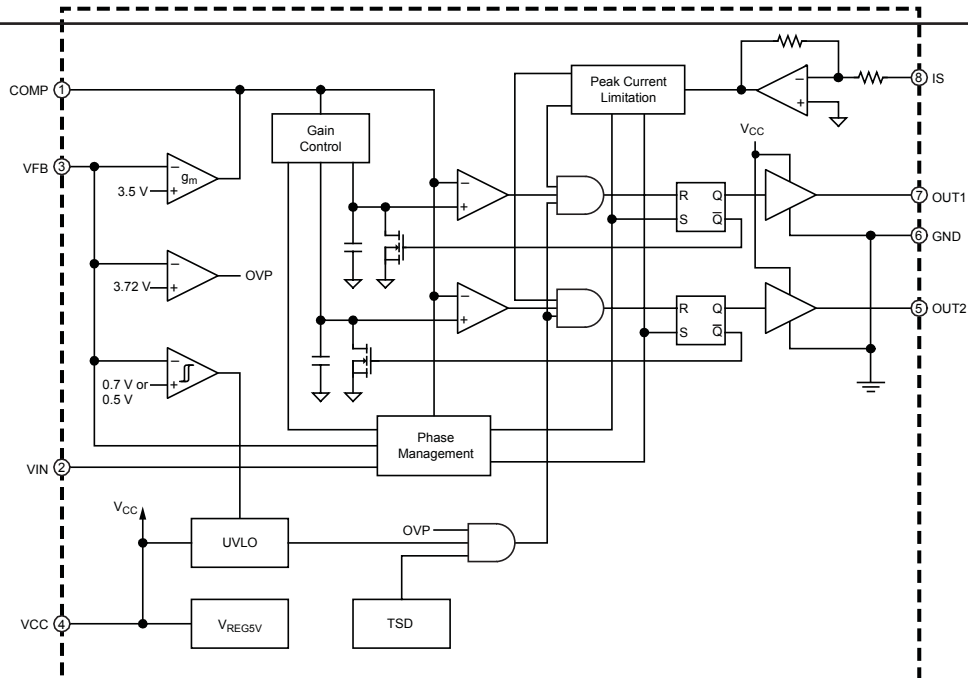 COMP 1
Peak Current
Limitation
8 IS
Gain
Control
VCC
VFB 3
gm
3.5 V
R Q
S Q
7 OUT1
6 GND
3.72 V
OVP
R Q
S Q
5 OUT2
0.7 V or
0.5 V
Phase
Management
VIN 2
VCC
UVLO
OVP
VCC 4
VREG5V
TSD
− +
− +
− +
− +
− +
− +